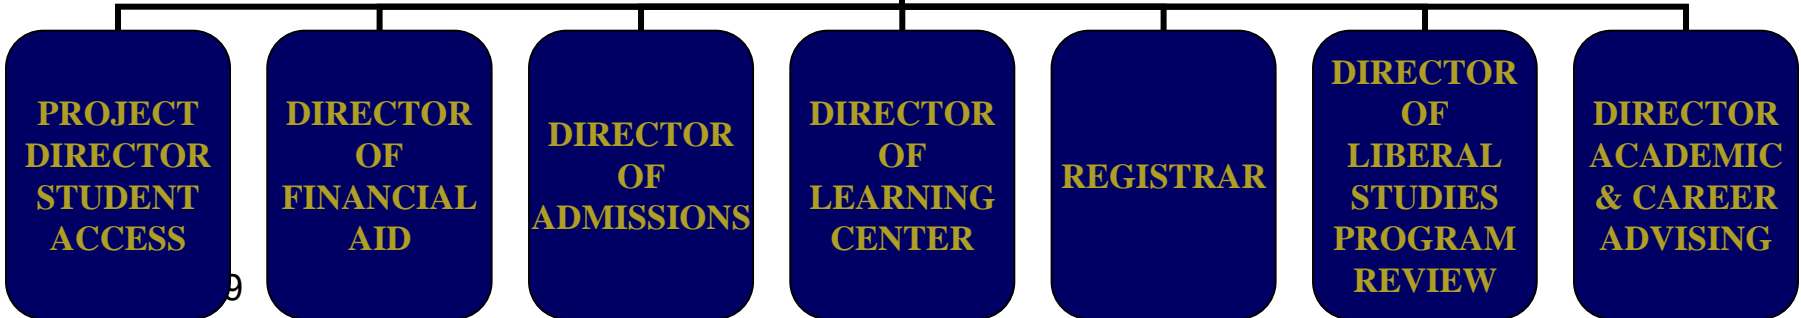 PROJECT
DIRECTOR
STUDENT
ACCESS
DIRECTOR
OF
FINANCIAL
AID
DIRECTOR
OF
ADMISSIONS
DIRECTOR
OF
LEARNING
CENTER
REGISTRAR
DIRECTOR
OF
LIBERAL
STUDIES
PROGRAM
REVIEW
DIRECTOR
ACADEMIC
& CAREER
ADVISING